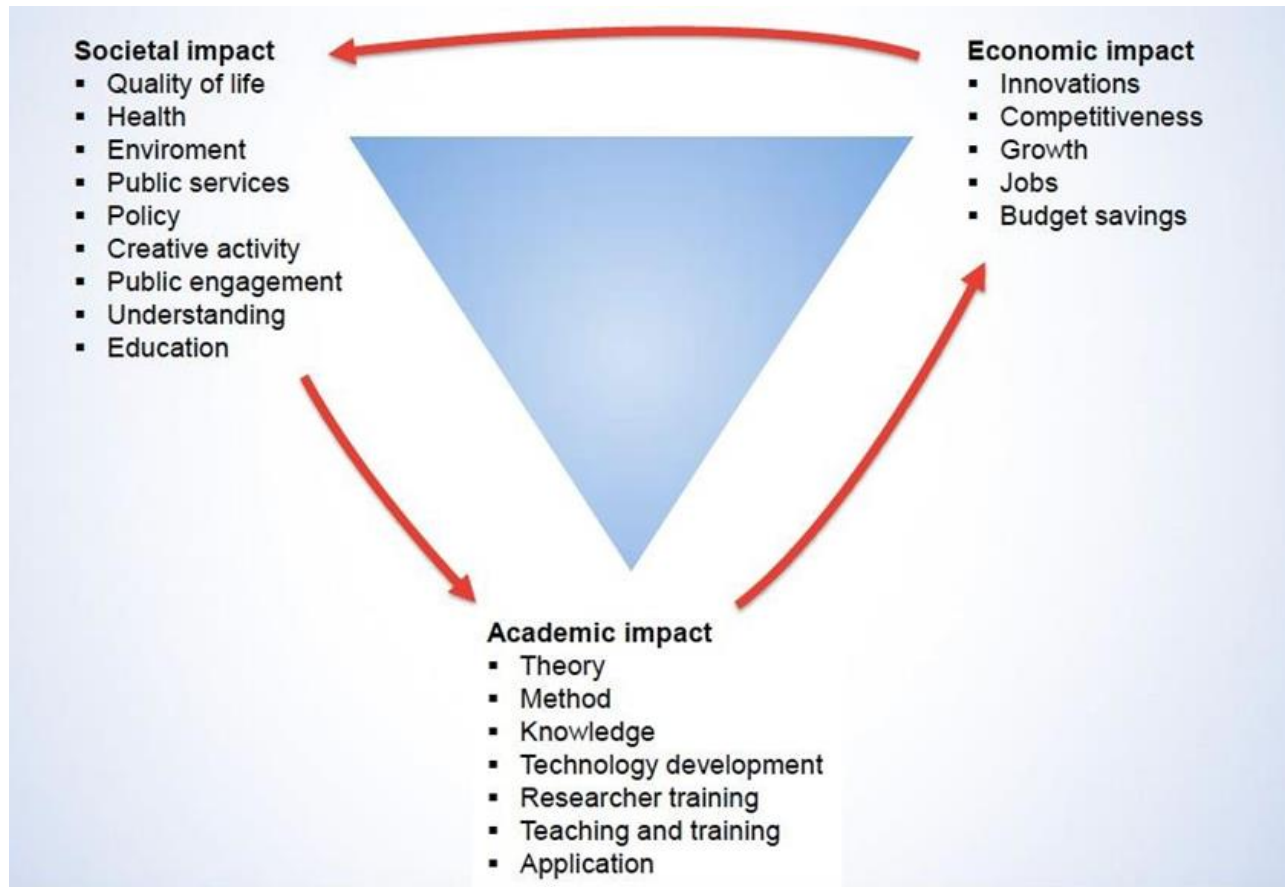 Societal impact
▪ Quality of life
▪ Health
▪ Enviroment
▪ Public services
▪ Policy
▪ Creative activity
▪ Public engagement
▪ Understanding
▪ Education
Economic impact
▪ Innovations
▪ Competitiveness
▪ Growth
▪ Jobs
▪ Budget savings
Academic impact
▪ Theory
▪ Method
▪ Knowledge
▪ Technology development
▪ Researcher training
▪ Teaching and training
▪ Application